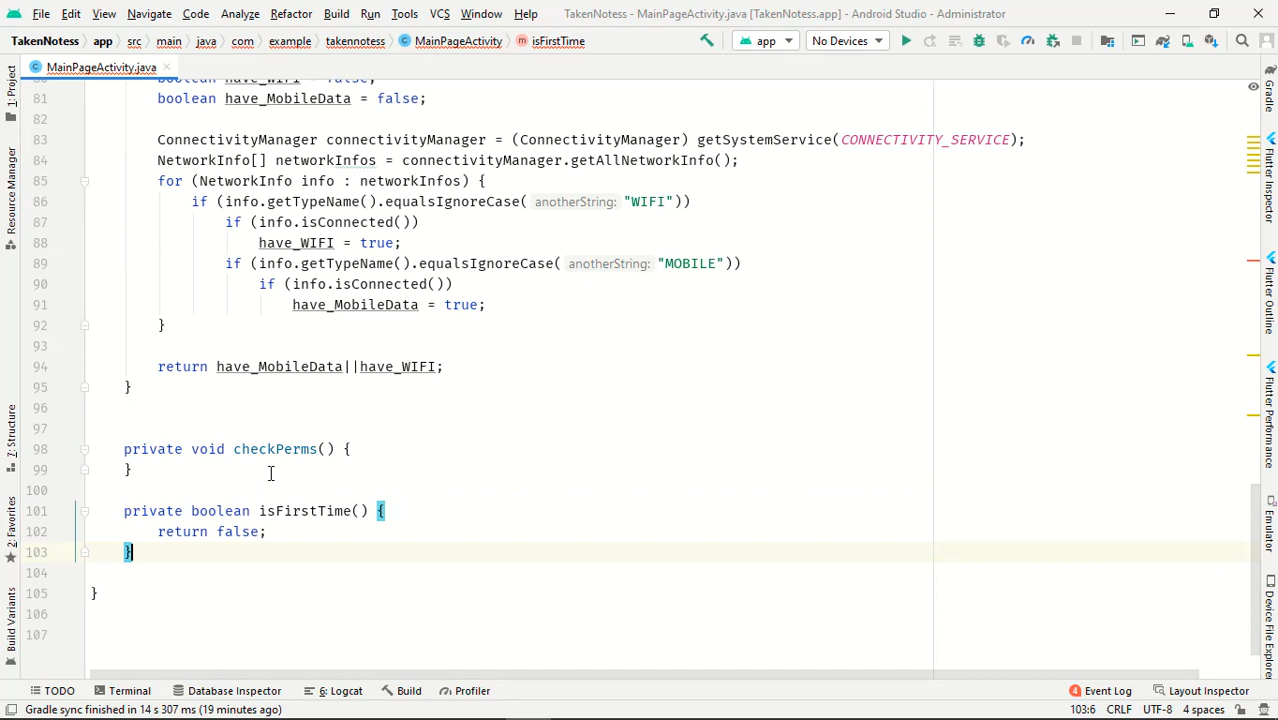 File Edit View Navigate Code Analyze Refactor Build Run Tools VCS Window Help TakenNotess - MainPageActivity.java [TakenNotess.app] - Android Studio - Administrator
TakenNotess app src main java com example takennotess MainPageActivity isFirstTime app No Devices
MainPageActivity.java
1: Project
Resource Manager
Z: Structure
2: Favorites
Build Variants
boolean have_WIFI = false;
81 boolean have_MobileData = false;
82
83 ConnectivityManager connectivityManager = (ConnectivityManager) getSystemService(CONNECTIVITY_SERVICE);
84 NetworkInfo[] networkInfos = connectivityManager.getAllNetworkInfo();
85 for (NetworkInfo info : networkInfos) {
86 if (info.getTypeName().equalsIgnoreCase( anotherString: "WIFI"))
87 if (info.isConnected())
88 have_WIFI = true;
89 if (info.getTypeName().equalsIgnoreCase( anotherString: "MOBILE"))
90 if (info.isConnected())
91 have_MobileData = true;
92 }
93
94 return have_MobileData||have_WIFI;
95 }
96
97
98 private void checkPerms() {
99 }
100
101 private boolean isFirstTime() {
102 return false;
103 }
104
105 }
106
107
Gradle
Flutter Inspector
Flutter Outline
Flutter Performance
Emulator
Device File Explorer
TODO Terminal Database Inspector 6: Logcat Build Profiler 4 Event Log Layout Inspector
Gradle sync finished in 14 s 307 ms (19 minutes ago) 103:6 CRLF UTF-8 4 spaces